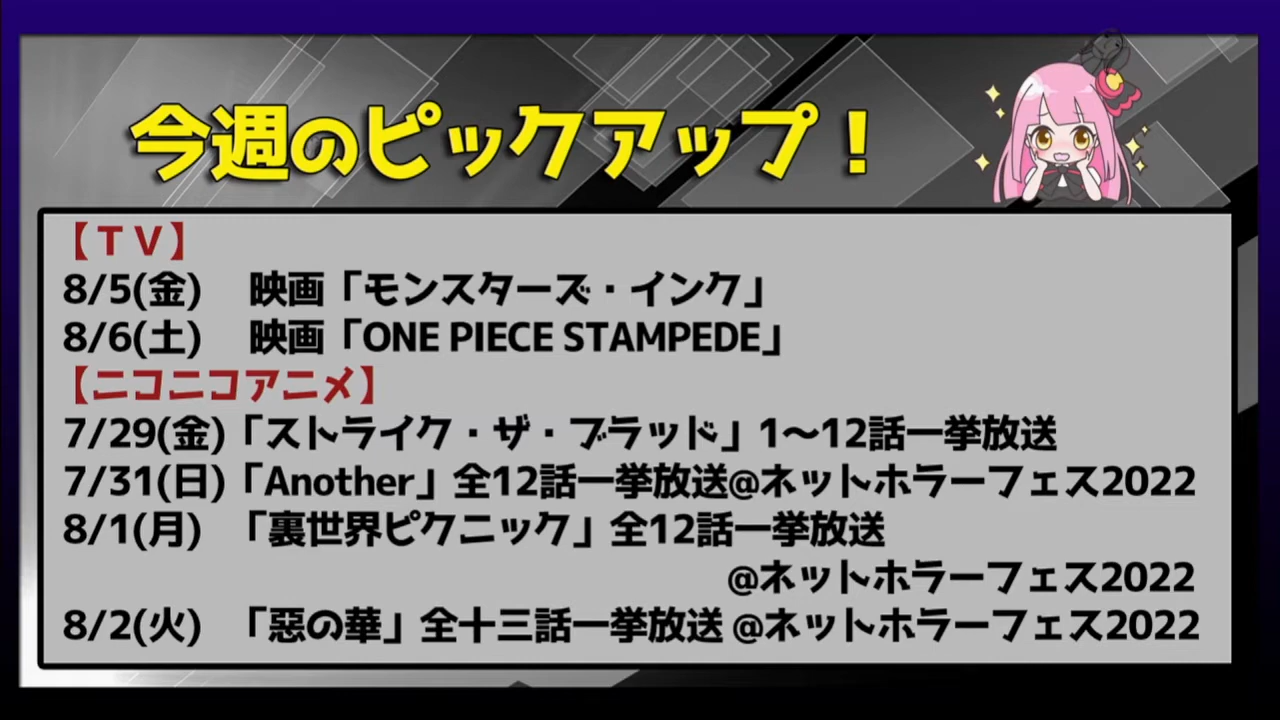 今週のピックアップ！
【ＴＶ】
8/5(金)　映画「モンスターズ・インク」
8/6(土)　映画「ONE PIECE STAMPEDE」
【ニコニコアニメ】
7/29(金)「ストライク・ザ・ブラッド」1～12話一挙放送
7/31(日)「Another」全12話一挙放送@ネットホラーフェス2022
8/1(月)　「裏世界ピクニック」全12話一挙放送
@ネットホラーフェス2022
8/2(火)　「惡の華」全十三話一挙放送 @ネットホラーフェス2022